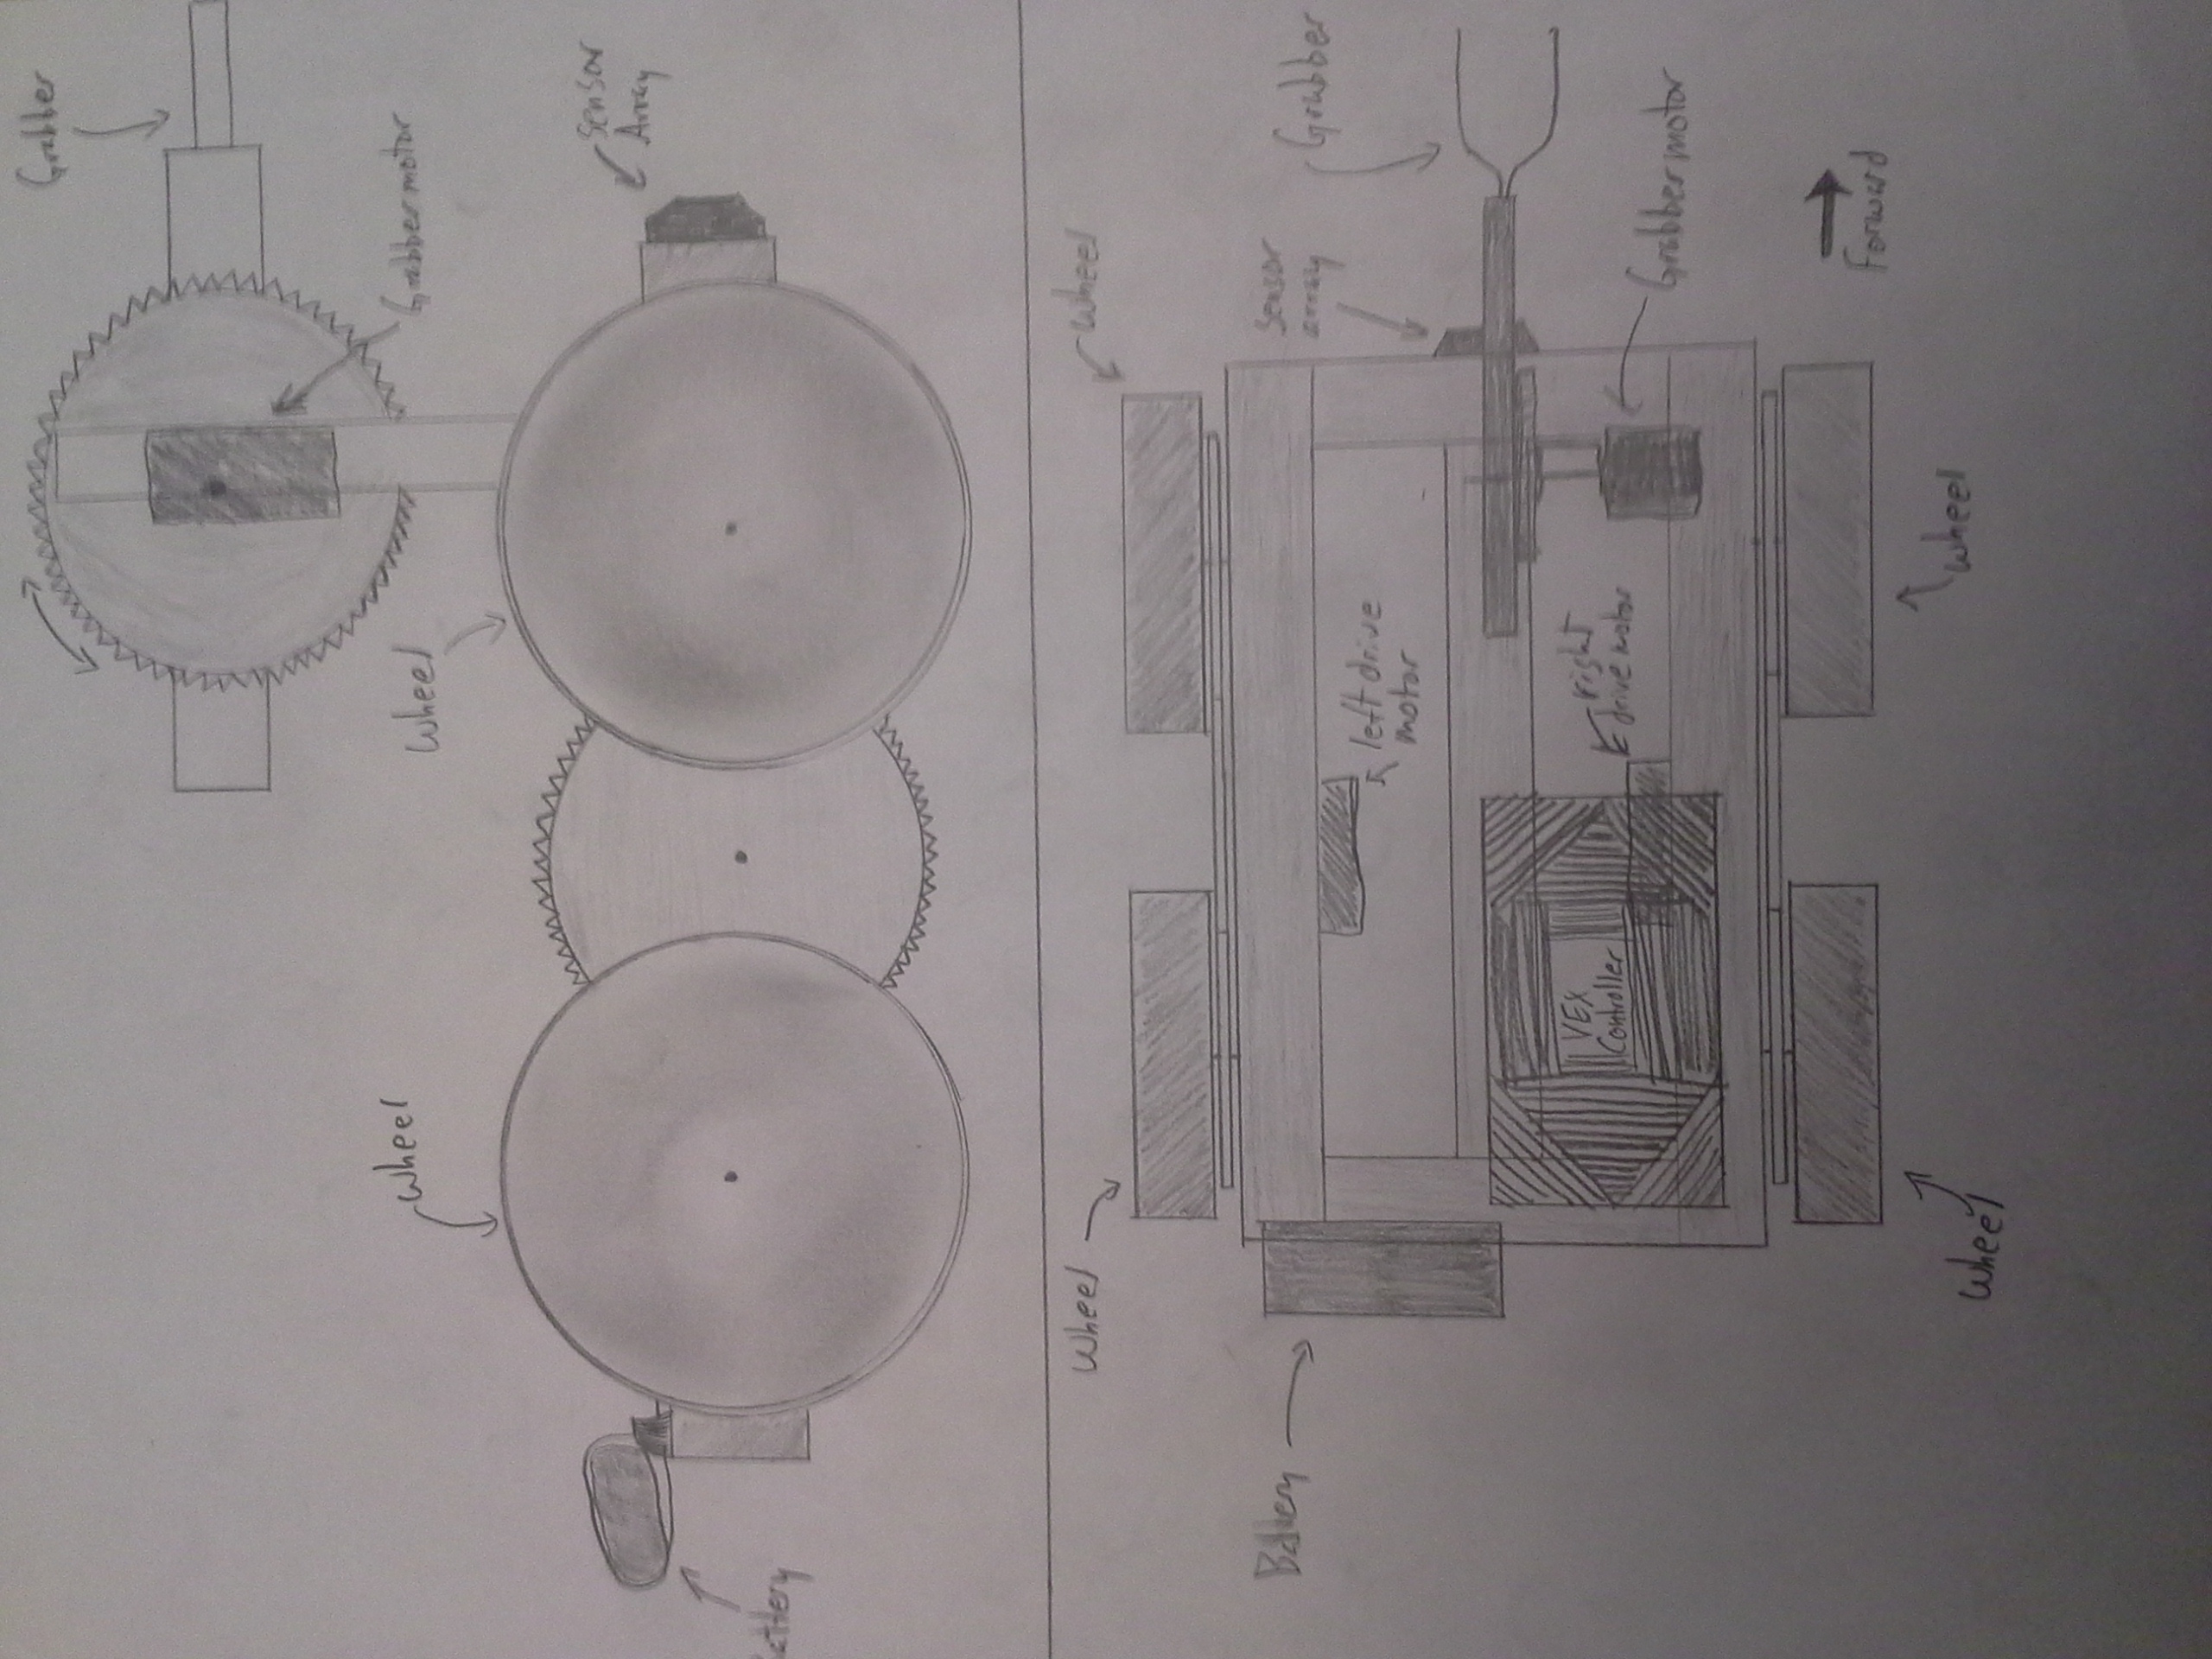 Grabber
Wheel
Wheel
Grabber motor
Sensor
Array
Battery
Wheel
Wheel
Battery
sensor
array
Grabber
left drive
motor
VEX
Controller
right
drive motor
Grabber motor
Forward
Wheel
Wheel